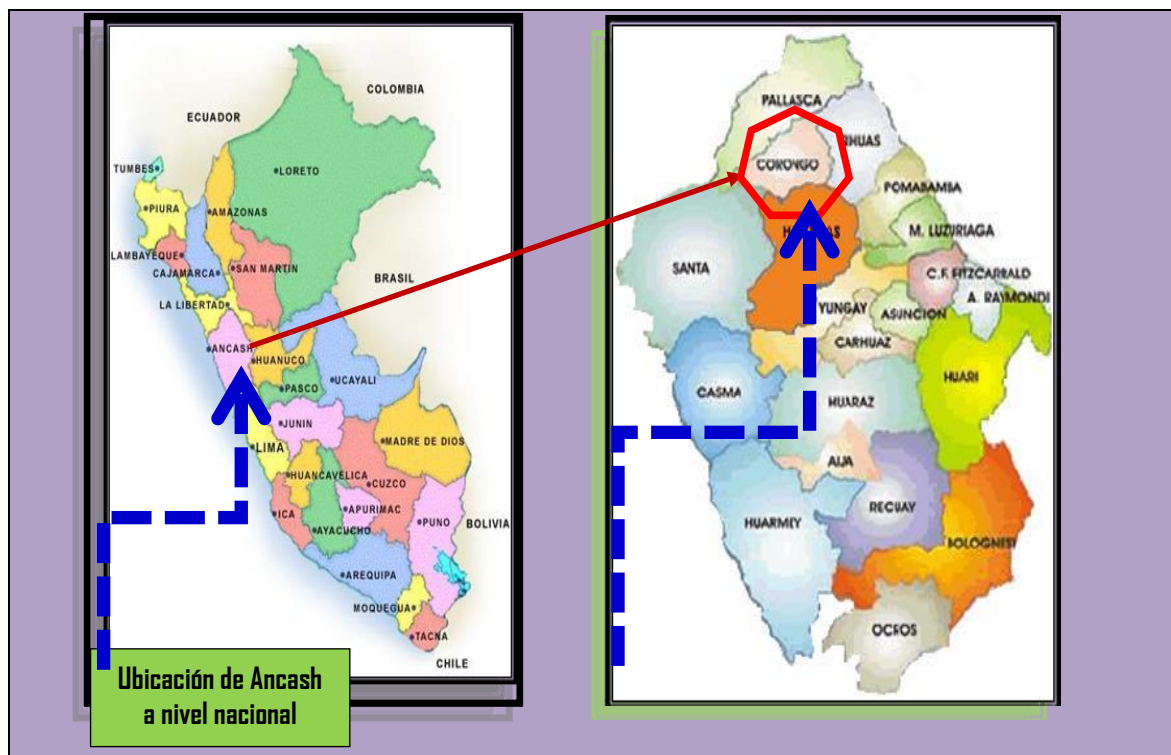 COLOMBIA
ECUADOR
TUMBES
LORETO
PIURA
AMAZONAS
LAMBAYEQUE
CAJAMARCA
SAN MARTIN
BRASIL
LA LIBERTAD
ANCASH
HUANUCO
PASCO
UCAYALI
JUNIN
LIMA
MADRE DE DIOS
HUANCAVELICA
CUZCO
ICA
APURIMAC
AYACUCHO
PUNO
BOLIVIA
AREQUIPA
MOQUEGUA
TACNA
CHILE
Ubicación de Ancash
a nivel nacional
PALLASCA
CORONGO
POMABAMBA
M. LUZURIAGA
SANTA
C.F. FITZCARRALD
A. RAYMONDI
YUNGAY
ASUNCION
CARHUAZ
CASMA
HUARI
HUARAZ
AIJA
RECUAY
HUARMEY
BOLOGNESI
OCROS